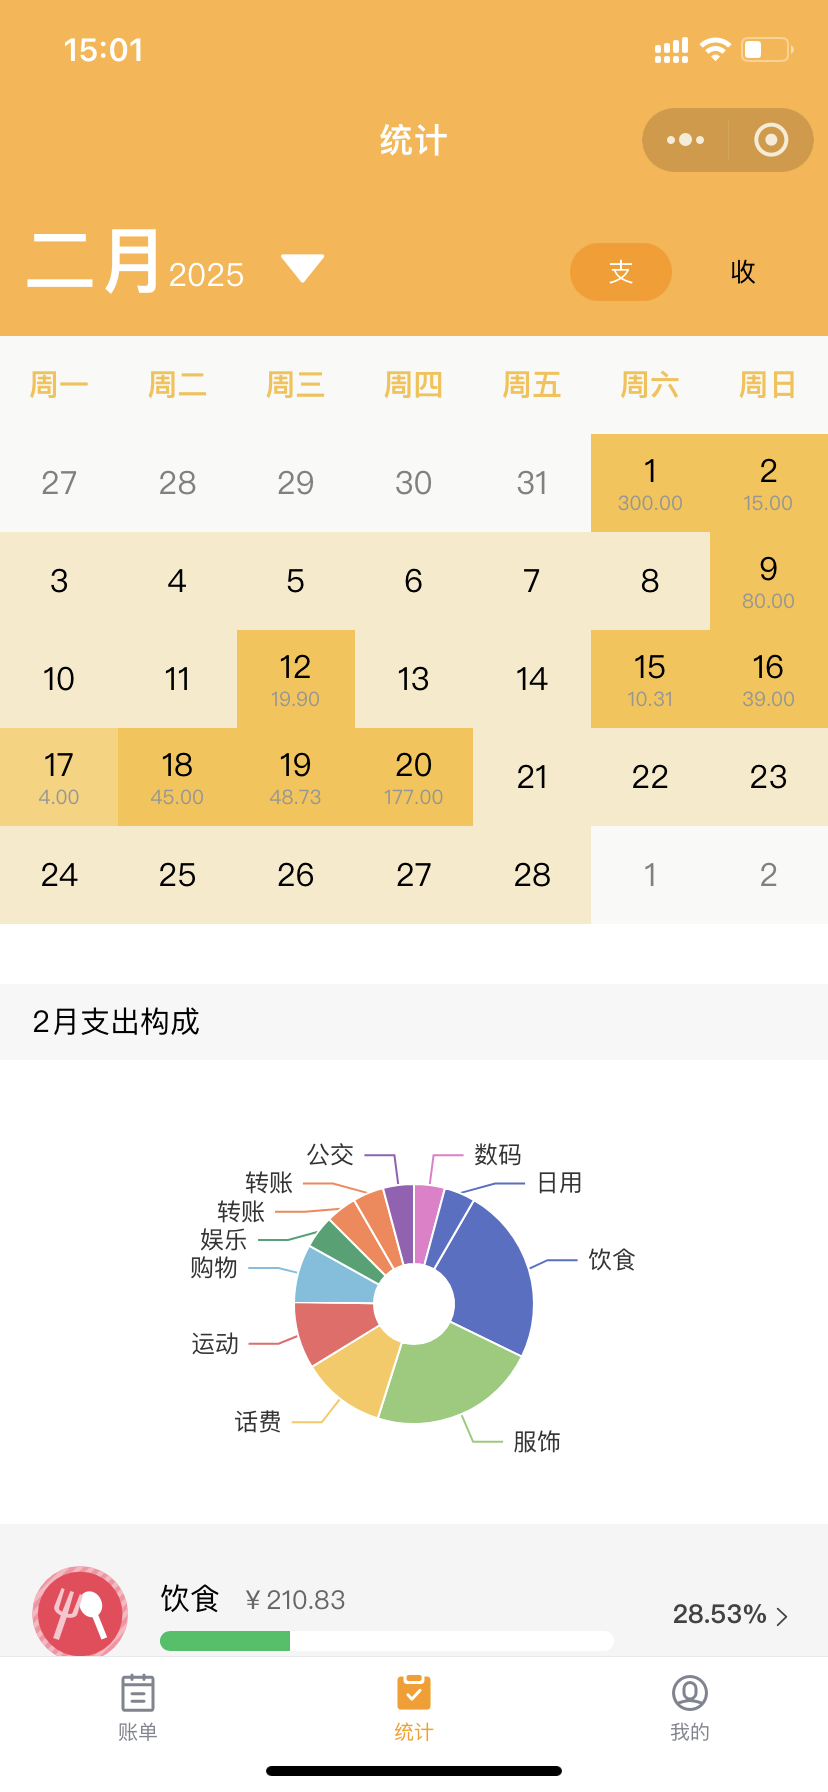 15:01
统计
二月 2025
支 收
周一 周二 周三 周四 周五 周六 周日
27 28 29 30 31 1 2
300.00 15.00
3 4 5 6 7 8 9
80.00
10 11 12 13 14 15 16
19.90 10.31 39.00
17 18 19 20 21 22 23
4.00 45.00 48.73 177.00
24 25 26 27 28 1 2
2月支出构成
公交 数码
转账 日用
转账
娱乐
购物 饮食
运动
话费
服饰
饮食 ¥ 210.83
28.53%
账单 统计 我的